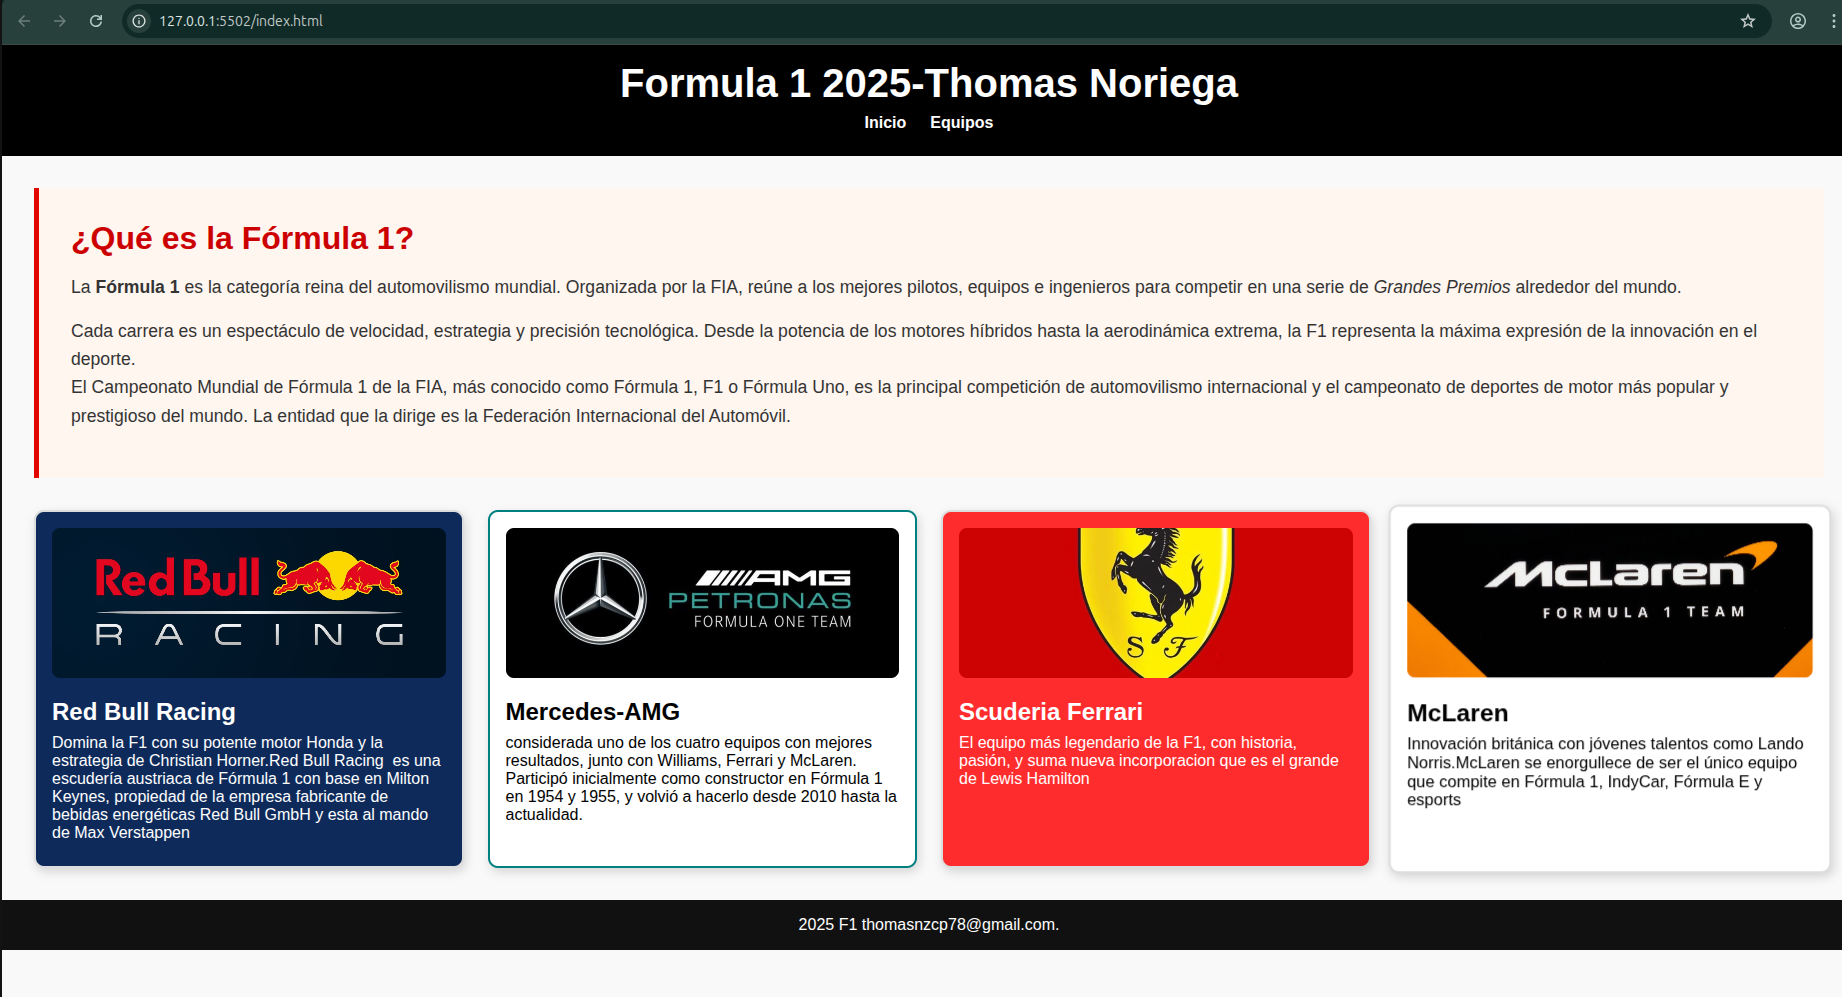 127.0.0.1:5502/index.html
Formula 1 2025-Thomas Noriega
Inicio Equipos
¿Qué es la Fórmula 1?
La Fórmula 1 es la categoría reina del automovilismo mundial. Organizada por la FIA, reúne a los mejores pilotos, equipos e ingenieros para competir en una serie de Grandes Premios alrededor del mundo.
Cada carrera es un espectáculo de velocidad, estrategia y precisión tecnológica. Desde la potencia de los motores híbridos hasta la aerodinámica extrema, la F1 representa la máxima expresión de la innovación en el
deporte.
El Campeonato Mundial de Fórmula 1 de la FIA, más conocido como Fórmula 1, F1 o Fórmula Uno, es la principal competición de automovilismo internacional y el campeonato de deportes de motor más popular y
prestigioso del mundo. La entidad que la dirige es la Federación Internacional del Automóvil.
Red Bull
RACING
Red Bull Racing
Domina la F1 con su potente motor Honda y la
estrategia de Christian Horner.Red Bull Racing  es una
escudería austriaca de Fórmula 1 con base en Milton
Keynes, propiedad de la empresa fabricante de
bebidas energéticas Red Bull GmbH y esta al mando
de Max Verstappen
AMG
PETRONAS
FORMULA ONE TEAM
Mercedes-AMG
considerada uno de los cuatro equipos con mejores
resultados, junto con Williams, Ferrari y McLaren.
Participó inicialmente como constructor en Fórmula 1
en 1954 y 1955, y volvió a hacerlo desde 2010 hasta la
actualidad.
S F
Scuderia Ferrari
El equipo más legendario de la F1, con historia,
pasión, y suma nueva incorporacion que es el grande
de Lewis Hamilton
McLaren
FORMULA 1 TEAM
McLaren
Innovación británica con jóvenes talentos como Lando
Norris.McLaren se enorgullece de ser el único equipo
que compite en Fórmula 1, IndyCar, Fórmula E y
esports
2025 F1 thomasnzcp78@gmail.com.